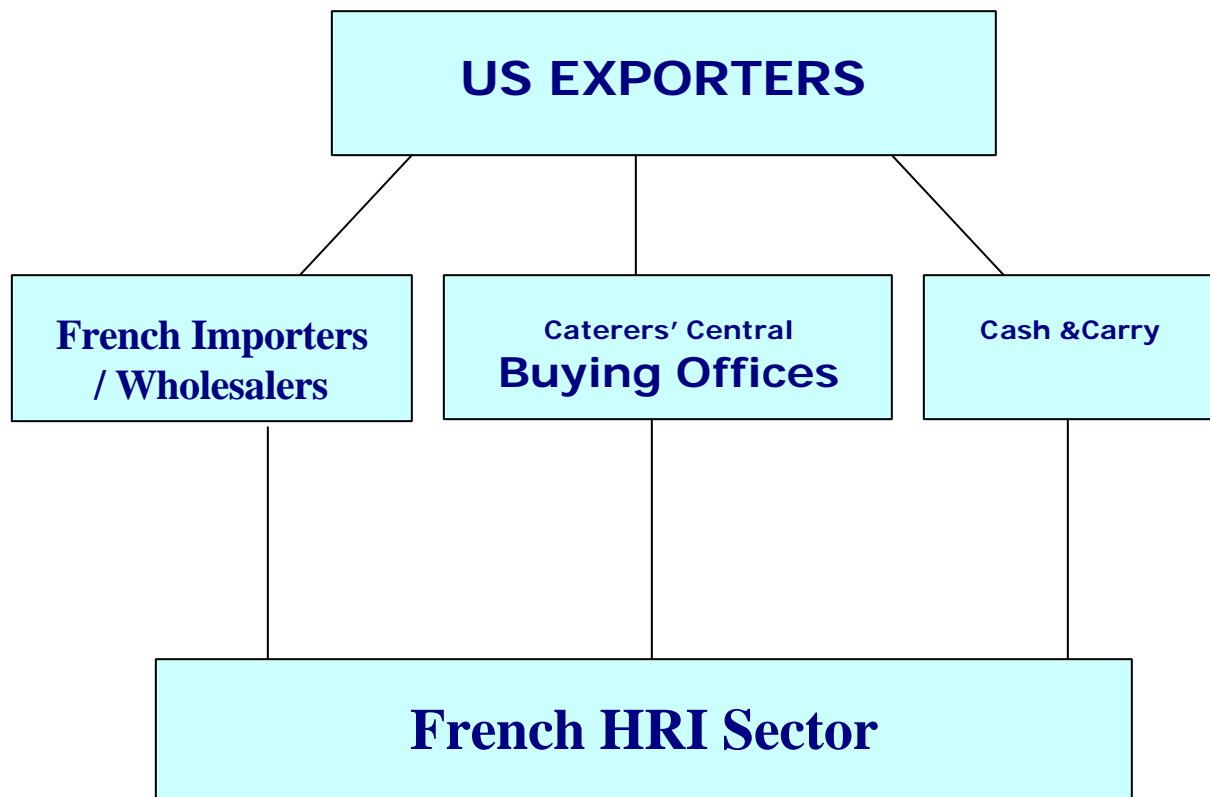 US EXPORTERS
French Importers
/ Wholesalers
Caterers’ Central
Buying Offices
Cash &Carry
French HRI Sector